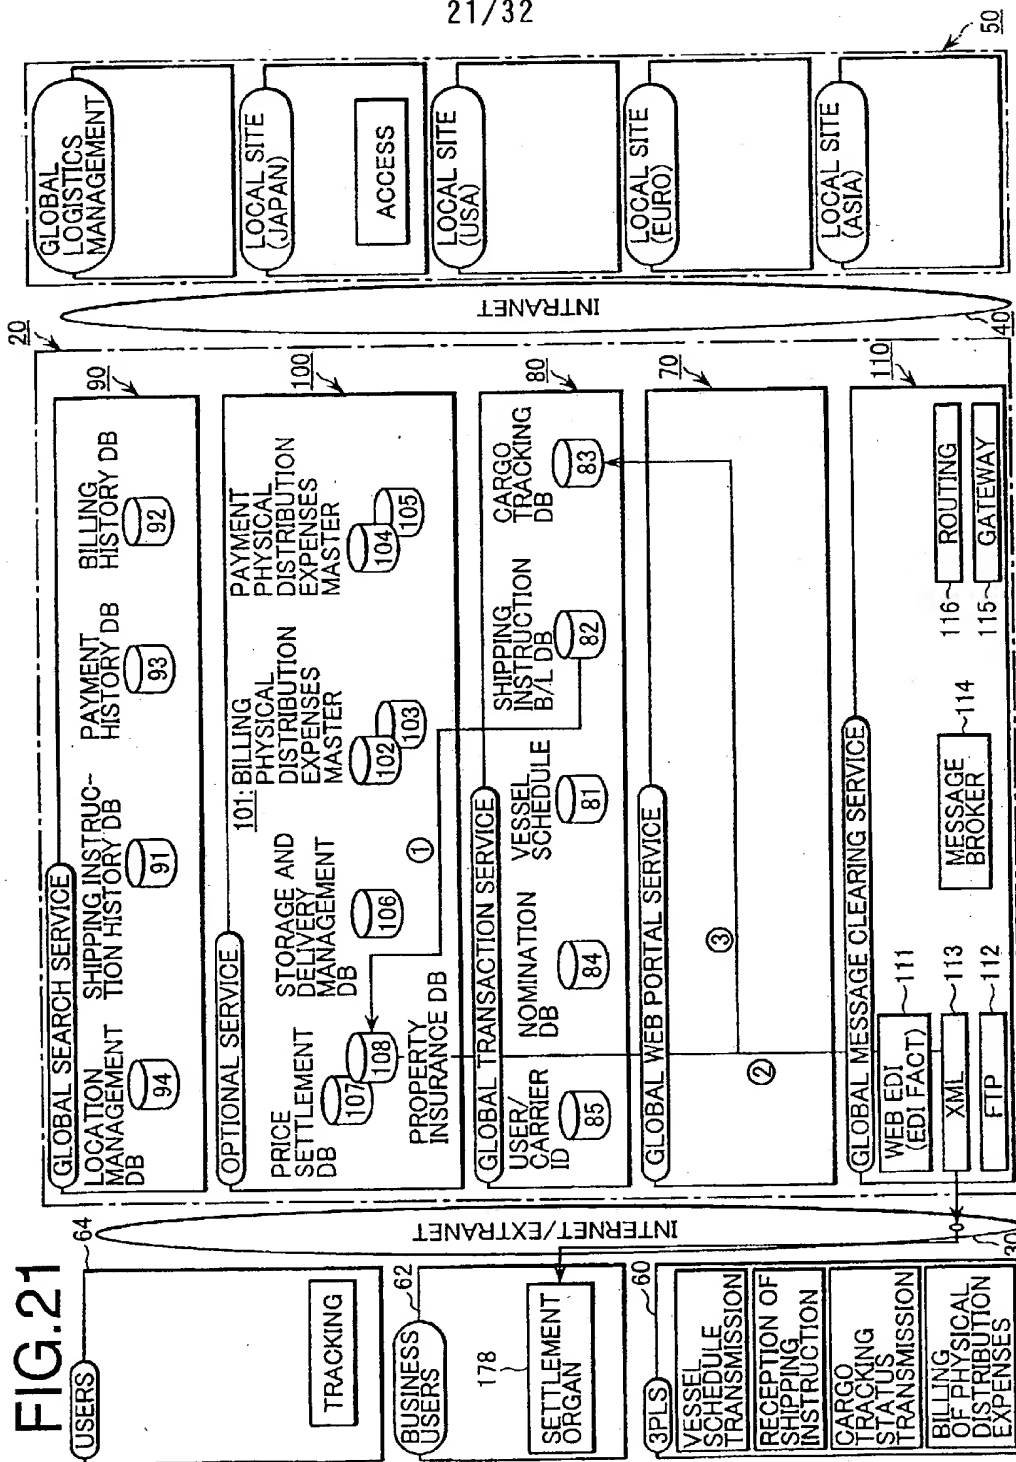 21/32
FIG.21
USERS
64
TRACKING
BUSINESS
USERS
62
178
SETTLEMENT
ORGAN
3PLS
60
VESSEL
SCHEDULE
TRANSMISSION
RECEPTION OF
SHIPPING
INSTRUCTION
CARGO
TRACKING
STATUS
TRANSMISSION
BILLING
OF PHYSICAL
DISTRIBUTION
EXPENSES
INTERNET/EXTRANET
30
20
GLOBAL SEARCH SERVICE
90
LOCATION
MANAGEMENT
DB
94
SHIPPING INSTRUC-
TION HISTORY DB
91
PAYMENT
HISTORY DB
93
BILLING
HISTORY DB
92
OPTIONAL SERVICE
100
PRICE
SETTLEMENT
DB
107
108
PROPERTY
INSURANCE DB
STORAGE AND
DELIVERY
MANAGEMENT
DB
106
101: BILLING
PHYSICAL
DISTRIBUTION
EXPENSES
MASTER
102
103
PAYMENT
PHYSICAL
DISTRIBUTION
EXPENSES
MASTER
104
105
①
GLOBAL TRANSACTION SERVICE
80
USER/
CARRIER
ID
85
NOMINATION
DB
84
VESSEL
SCHEDULE
81
SHIPPING
INSTRUCTION
B/L DB
82
CARGO
TRACKING
DB
83
GLOBAL WEB PORTAL SERVICE
70
②
③
GLOBAL MESSAGE CLEARING SERVICE
110
WEB EDI
(EDI FACT)
111
XML
113
FTP
112
MESSAGE
BROKER
114
116
ROUTING
115
GATEWAY
INTRANET
40
50
GLOBAL
LOGISTICS
MANAGEMENT
LOCAL SITE
(JAPAN)
ACCESS
LOCAL SITE
(USA)
LOCAL SITE
(EURO)
LOCAL SITE
(ASIA)